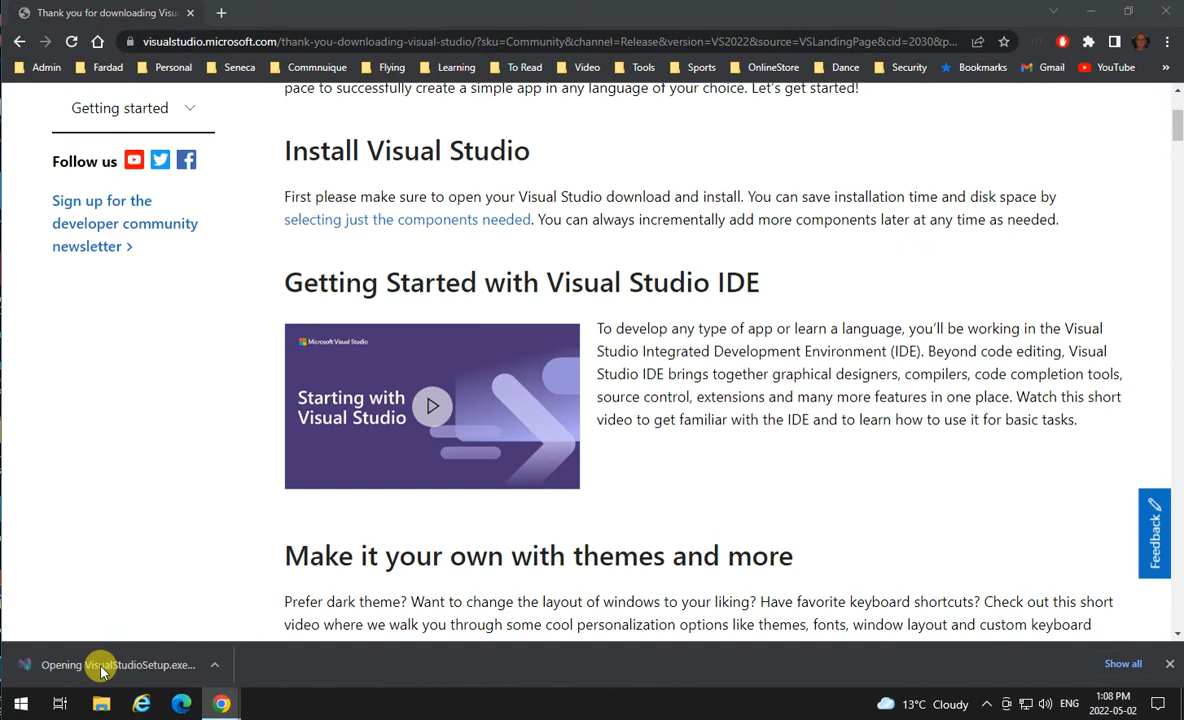 Thank you for downloading Visu
visualstudio.microsoft.com/thank-you-downloading-visual-studio/?sku=Community&channel=Release&version=VS2022&source=VSLandingPage&cid=2030&p...
Admin Fardad Personal Seneca Commnuique Flying Learning To Read Video Tools Sports OnlineStore Dance Security Bookmarks Gmail YouTube »
Getting started
Follow us
Sign up for the
developer community
newsletter >
pace to successfully create a simple app in any language of your choice. Let's get started!
Install Visual Studio
First please make sure to open your Visual Studio download and install. You can save installation time and disk space by
selecting just the components needed. You can always incrementally add more components later at any time as needed.
Getting Started with Visual Studio IDE
Microsoft Visual Studio
Starting with
Visual Studio
To develop any type of app or learn a language, you'll be working in the Visual
Studio Integrated Development Environment (IDE). Beyond code editing, Visual
Studio IDE brings together graphical designers, compilers, code completion tools,
source control, extensions and many more features in one place. Watch this short
video to get familiar with the IDE and to learn how to use it for basic tasks.
Make it your own with themes and more
Prefer dark theme? Want to change the layout of windows to your liking? Have favorite keyboard shortcuts? Check out this short
video where we walk you through some cool personalization options like themes, fonts, window layout and custom keyboard
Feedback
Opening VisualStudioSetup.exe...
Show all
13°C Cloudy
ENG
1:08 PM
2022-05-02